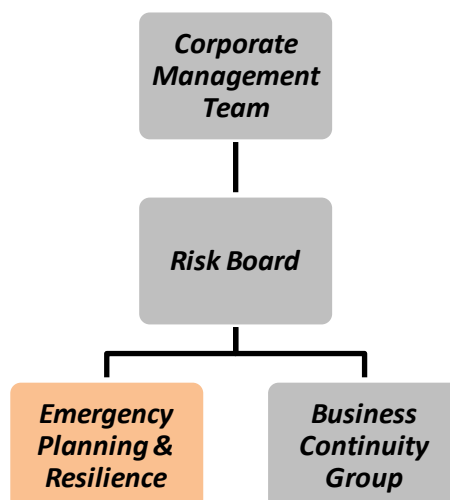 Corporate
Management
Team
Risk Board
Emergency
Planning &
Resilience
Business
Continuity
Group